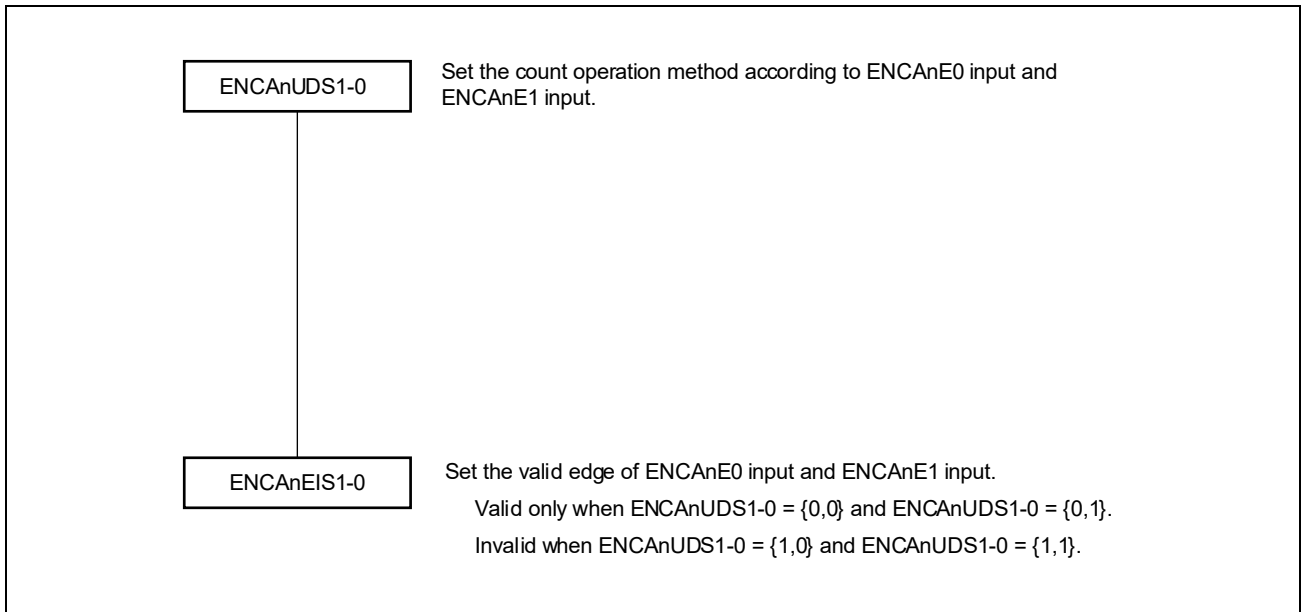 ENCAnUDS1-0
Set the count operation method according to ENCAnE0 input and
ENCAnE1 input.
ENCAnEIS1-0
Set the valid edge of ENCAnE0 input and ENCAnE1 input.
Valid only when ENCAnUDS1-0 = {0,0} and ENCAnUDS1-0 = {0,1}.
Invalid when ENCAnUDS1-0 = {1,0} and ENCAnUDS1-0 = {1,1}.